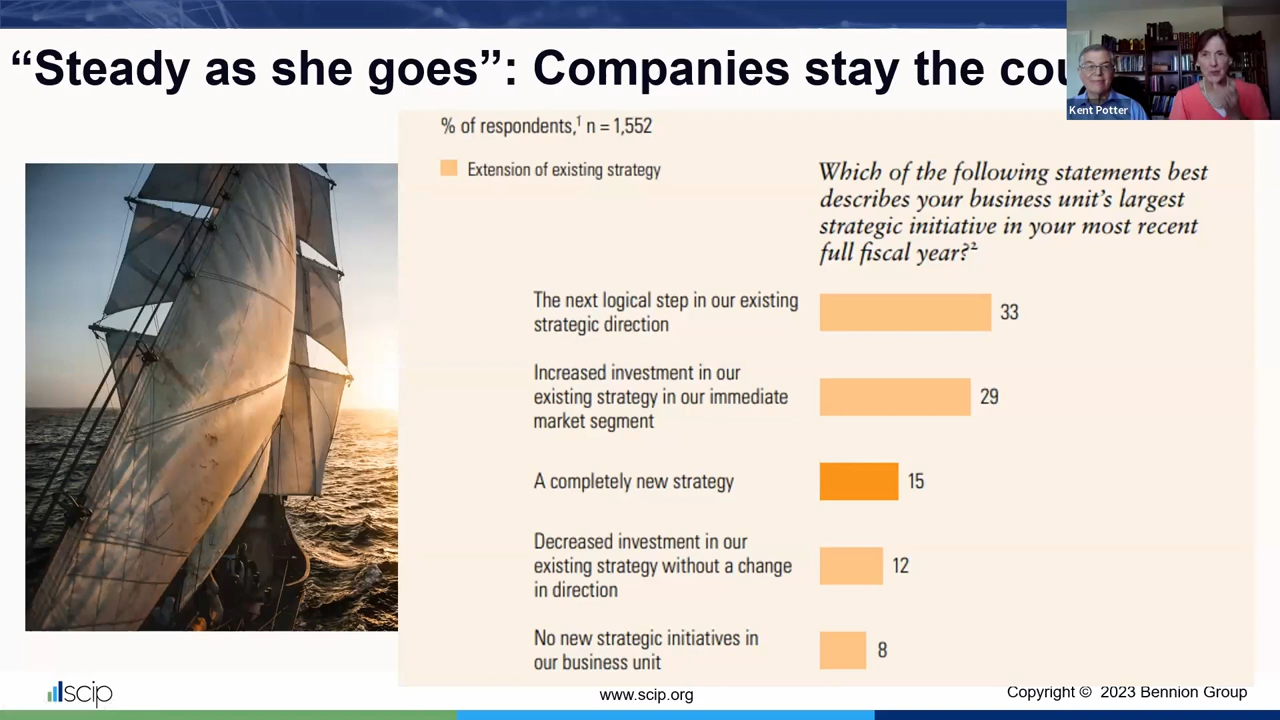 “Steady as she goes”: Companies stay the
Kent Potter
% of respondents,¹ n = 1,552
Extension of existing strategy
Which of the following statements best
describes your business unit’s largest
strategic initiative in your most recent
full fiscal year?²
The next logical step in our existing
strategic direction
33
Increased investment in our
existing strategy in our immediate
market segment
29
A completely new strategy
15
Decreased investment in our
existing strategy without a change
in direction
12
No new strategic initiatives in
our business unit
8
scip
www.scip.org
Copyright © 2023 Bennion Group